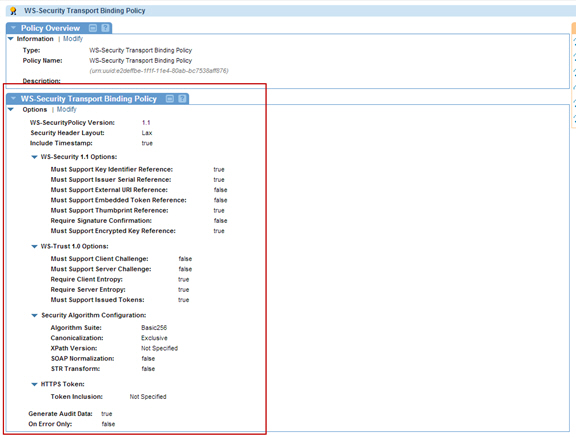 WS-Security Transport Binding Policy
Policy Overview
Information | Modify
Type: WS-Security Transport Binding Policy
Policy Name: WS-Security Transport Binding Policy
(urn:uuid:e2deffbe-1f1f-11e4-80ab-bc7538aff876)
Description:
WS-Security Transport Binding Policy
Options | Modify
WS-SecurityPolicy Version: 1.1
Security Header Layout: Lax
Include Timestamp: true
WS-Security 1.1 Options:
Must Support Key Identifier Reference: true
Must Support Issuer Serial Reference: true
Must Support External URI Reference: false
Must Support Embedded Token Reference: false
Must Support Thumbprint Reference: true
Require Signature Confirmation: false
Must Support Encrypted Key Reference: true
WS-Trust 1.0 Options:
Must Support Client Challenge: false
Must Support Server Challenge: false
Require Client Entropy: true
Require Server Entropy: true
Must Support Issued Tokens: true
Security Algorithm Configuration:
Algorithm Suite: Basic256
Canonicalization: Exclusive
XPath Version: Not Specified
SOAP Normalization: false
STR Transform: false
HTTPS Token:
Token Inclusion: Not Specified
Generate Audit Data: true
On Error Only: false